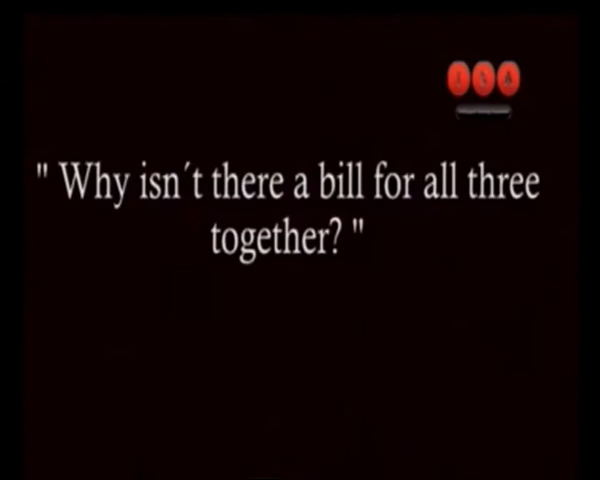 " Why isn´t there a bill for all three
together? "